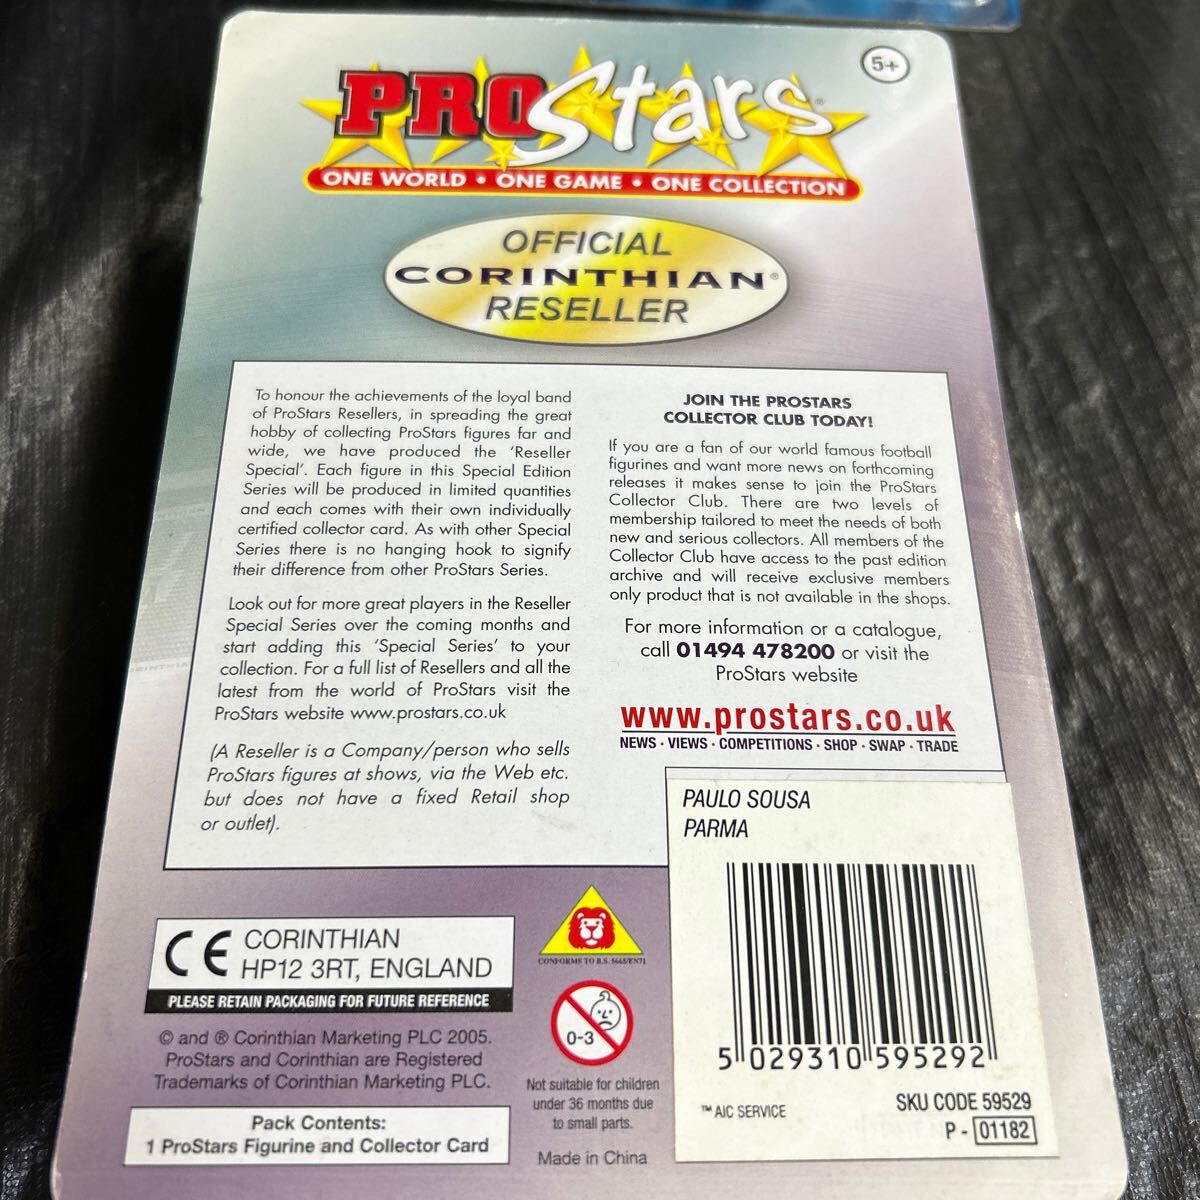 5+
PROStars®
ONE WORLD • ONE GAME • ONE COLLECTION
OFFICIAL
CORINTHIAN®
RESELLER
To honour the achievements of the loyal band
of ProStars Resellers, in spreading the great
hobby of collecting ProStars figures far and
wide, we have produced the 'Reseller
Special'. Each figure in this Special Edition
Series will be produced in limited quantities
and each comes with their own individually
certified collector card. As with other Special
Series there is no hanging hook to signify
their difference from other ProStars Series.
Look out for more great players in the Reseller
Special Series over the coming months and
start adding this 'Special Series' to your
collection. For a full list of Resellers and all the
latest from the world of ProStars visit the
ProStars website www.prostars.co.uk
(A Reseller is a Company/person who sells
ProStars figures at shows, via the Web etc.
but does not have a fixed Retail shop
or outlet).
JOIN THE PROSTARS
COLLECTOR CLUB TODAY!
If you are a fan of our world famous football
figurines and want more news on forthcoming
releases it makes sense to join the ProStars
Collector Club. There are two levels of
membership tailored to meet the needs of both
new and serious collectors. All members of the
Collector Club have access to the past edition
archive and will receive exclusive members
only product that is not available in the shops.
For more information or a catalogue,
call 01494 478200 or visit the
ProStars website
www.prostars.co.uk
NEWS · VIEWS · COMPETITIONS · SHOP · SWAP · TRADE
PAULO SOUSA
PARMA
5 029310 595292
™ AIC SERVICE
SKU CODE 59529
P - 01182
CE CORINTHIAN
HP12 3RT, ENGLAND
PLEASE RETAIN PACKAGING FOR FUTURE REFERENCE
© and ® Corinthian Marketing PLC 2005.
ProStars and Corinthian are Registered
Trademarks of Corinthian Marketing PLC.
Pack Contents:
1 ProStars Figurine and Collector Card
CONFORMS TO B.S. 5665/EN71
0-3
Not suitable for children
under 36 months due
to small parts.
Made in China
CORINTHIAN